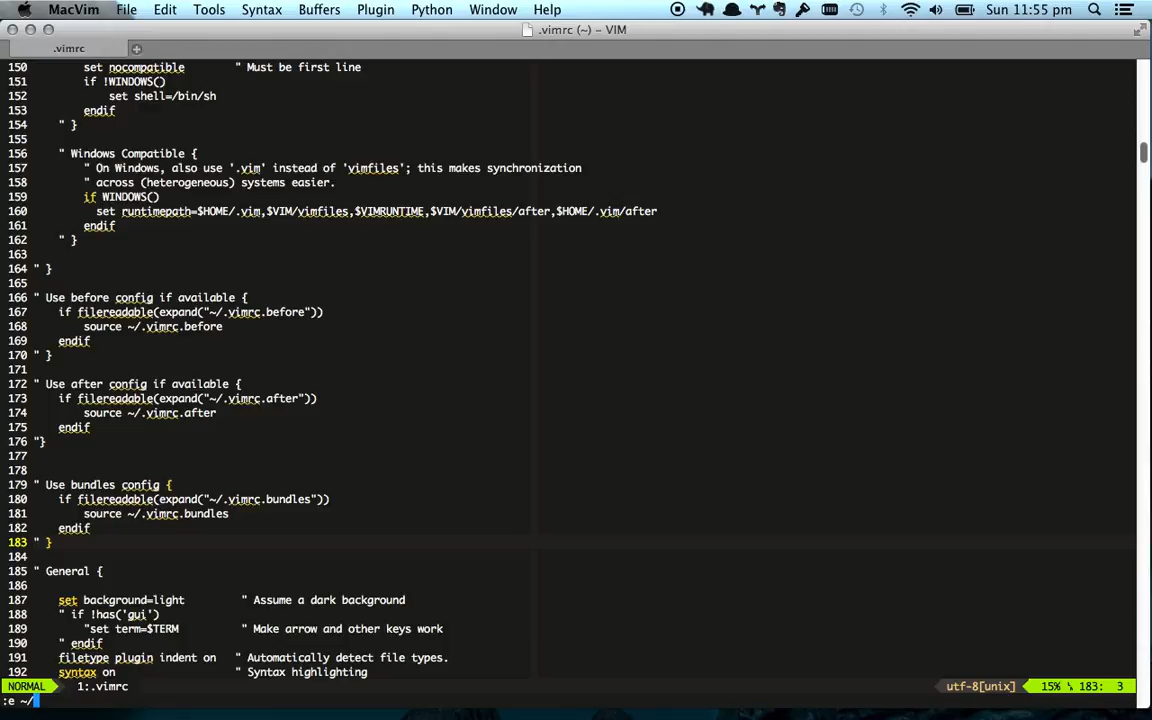 MacVim File Edit Tools Syntax Buffers Plugin Python Window Help Sun 11:55 pm
.vimrc (~) – VIM
.vimrc
150 set nocompatible " Must be first line
151 if !WINDOWS()
152 set shell=/bin/sh
153 endif
154 " }
155
156 " Windows Compatible {
157 " On Windows, also use '.vim' instead of 'vimfiles'; this makes synchronization
158 " across (heterogeneous) systems easier.
159 if WINDOWS()
160 set runtimepath=$HOME/.vim,$VIM/vimfiles,$VIMRUNTIME,$VIM/vimfiles/after,$HOME/.vim/after
161 endif
162 " }
163
164 " }
165
166 " Use before config if available {
167 if filereadable(expand("~/.vimrc.before"))
168 source ~/.vimrc.before
169 endif
170 " }
171
172 " Use after config if available {
173 if filereadable(expand("~/.vimrc.after"))
174 source ~/.vimrc.after
175 endif
176 "}
177
178
179 " Use bundles config {
180 if filereadable(expand("~/.vimrc.bundles"))
181 source ~/.vimrc.bundles
182 endif
183 " }
184
185 " General {
186
187 set background=light " Assume a dark background
188 " if !has('gui')
189 "set term=$TERM " Make arrow and other keys work
190 " endif
191 filetype plugin indent on " Automatically detect file types.
192 syntax on " Syntax highlighting
NORMAL 1:.vimrc utf-8[unix] 15% 183: 3
:e ~/